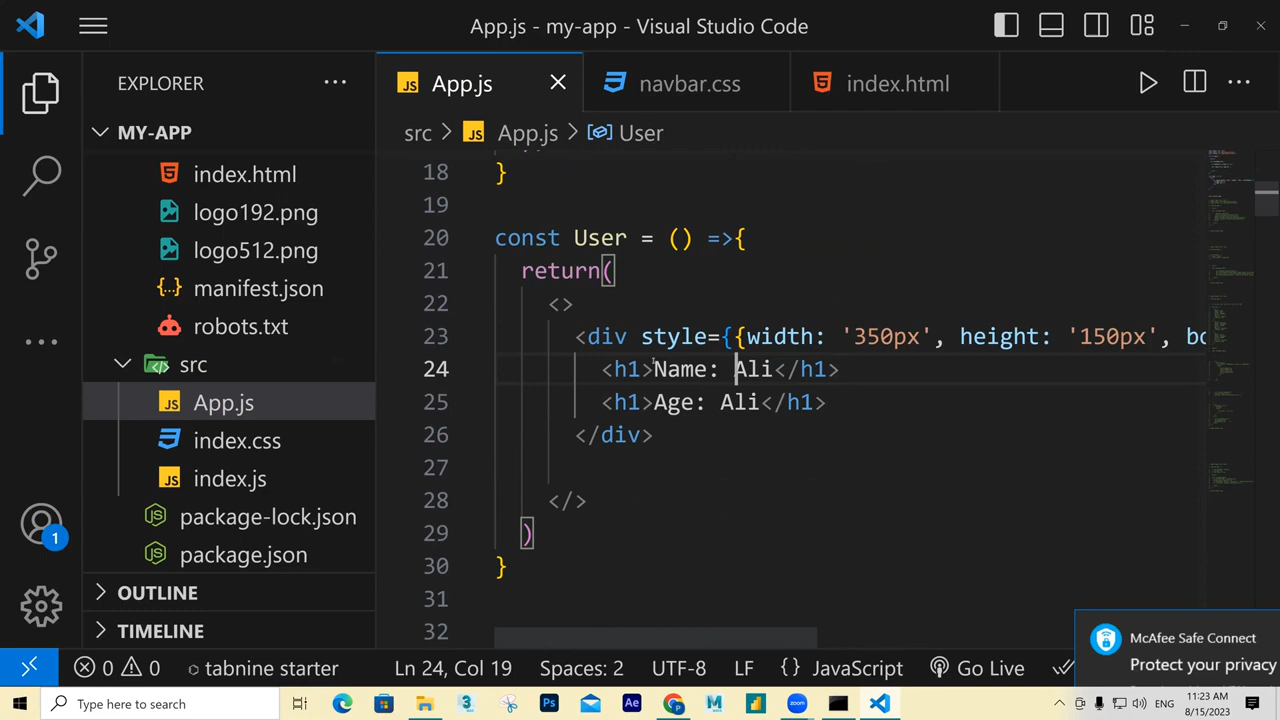 App.js - my-app - Visual Studio Code
EXPLORER
MY-APP
index.html
logo192.png
logo512.png
manifest.json
robots.txt
src
App.js
index.css
index.js
package-lock.json
package.json
OUTLINE
TIMELINE
App.js
navbar.css
index.html
src > JS App.js > User
18 }
19
20 const User = () =>{
21 return(
22 <>
23 <div style={{width: '350px', height: '150px', bo
24 <h1>Name: Ali</h1>
25 <h1>Age: Ali</h1>
26 </div>
27
28 </>
29 )
30 }
31
32
McAfee Safe Connect
Protect your privacy
0 0 tabnine starter Ln 24, Col 19 Spaces: 2 UTF-8 LF {} JavaScript Go Live
Type here to search
ENG
11:23 AM
8/15/2023